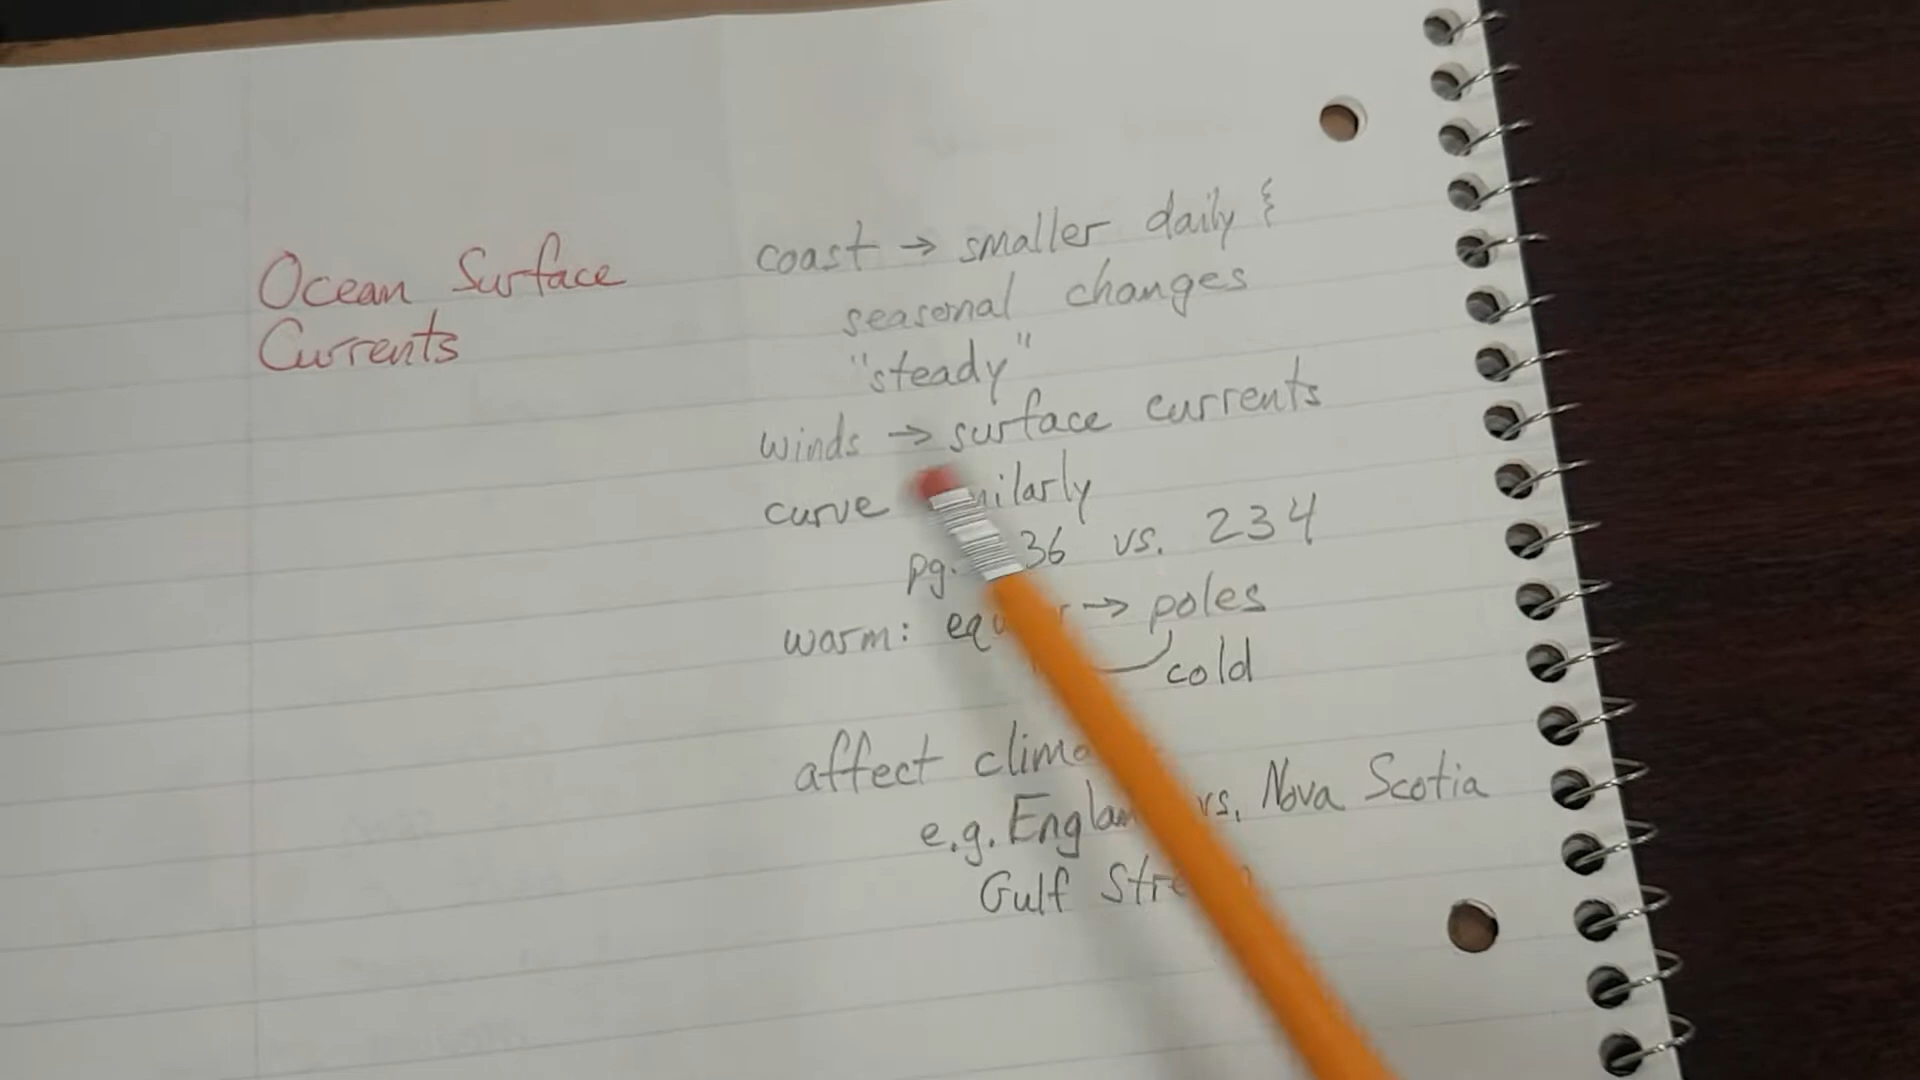 Ocean Surface
Currents
coast → smaller daily &
seasonal changes
"steady"
winds → surface currents
curve
pg. 36 vs. 234
warm: → poles
cold
affect
e.g. vs. Nova Scotia
Gulf